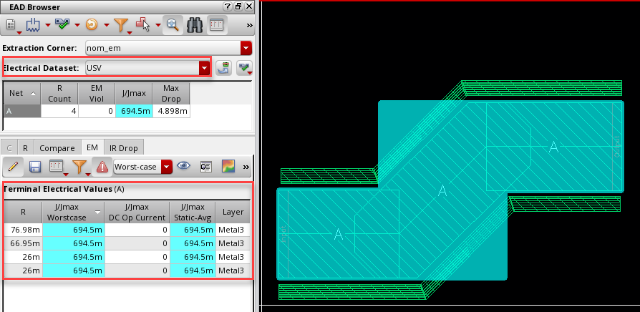 EAD Browser
Extraction Corner: nom_em
Electrical Dataset: USV
Net R Count EM Viol J/Jmax Max Drop
A 4 0 694.5m 4.898m
C R Compare EM IR Drop
Worst-case
Terminal Electrical Values (A)
R J/Jmax Worstcase J/Jmax DC Op Current J/Jmax Static-Avg Layer
76.98m 694.5m 0 694.5m Metal3
66.95m 694.5m 0 694.5m Metal3
26m 694.5m 0 694.5m Metal3
26m 694.5m 0 694.5m Metal3
A
A
A